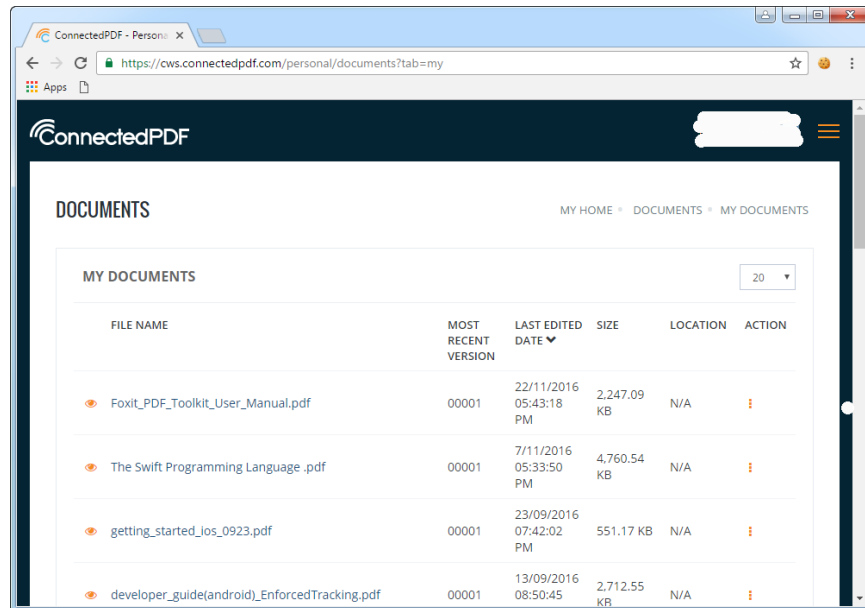 ConnectedPDF - Persona
https://cws.connectedpdf.com/personal/documents?tab=my
Apps
ConnectedPDF
DOCUMENTS
MY HOME DOCUMENTS MY DOCUMENTS
MY DOCUMENTS
20
FILE NAME
MOST RECENT VERSION
LAST EDITED DATE
SIZE
LOCATION
ACTION
Foxit_PDF_Toolkit_User_Manual.pdf
00001
22/11/2016
05:43:18
PM
2,247.09
KB
N/A
The Swift Programming Language .pdf
00001
7/11/2016
05:33:50
PM
4,760.54
KB
N/A
getting_started_ios_0923.pdf
00001
23/09/2016
07:42:02
PM
551.17 KB
N/A
developer_guide(android)_EnforcedTracking.pdf
00001
13/09/2016
08:50:45
2,712.55
KB
N/A